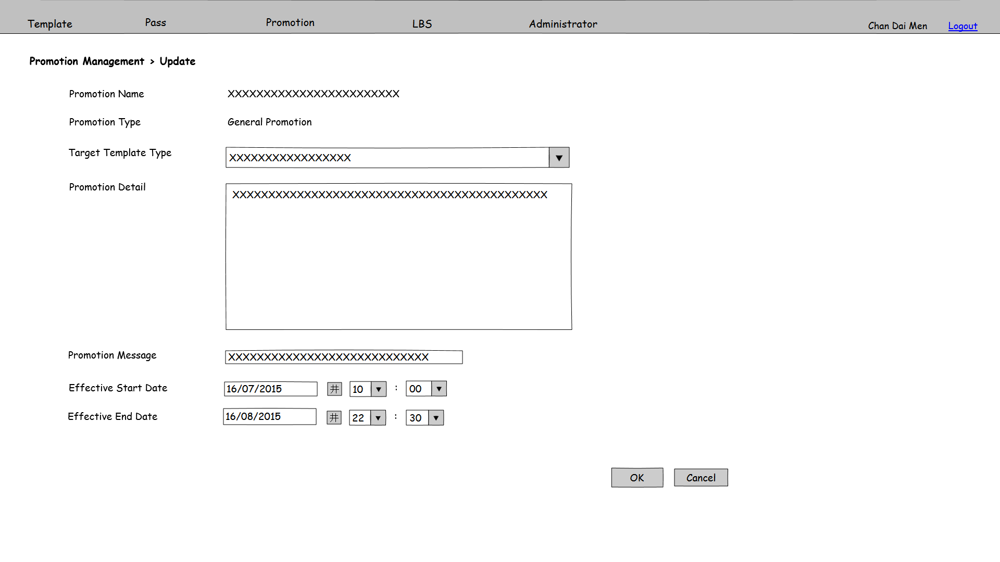 Template Pass Promotion LBS Administrator Chan Dai Men Logout
Promotion Management > Update
Promotion Name XXXXXXXXXXXXXXXXXXXXXXXX
Promotion Type General Promotion
Target Template Type XXXXXXXXXXXXXXXXX
Promotion Detail XXXXXXXXXXXXXXXXXXXXXXXXXXXXXXXXXXXXXXXXXXXX
Promotion Message XXXXXXXXXXXXXXXXXXXXXXXXXXXX
Effective Start Date 16/07/2015 井 10 : 00
Effective End Date 16/08/2015 井 22 : 30
OK Cancel